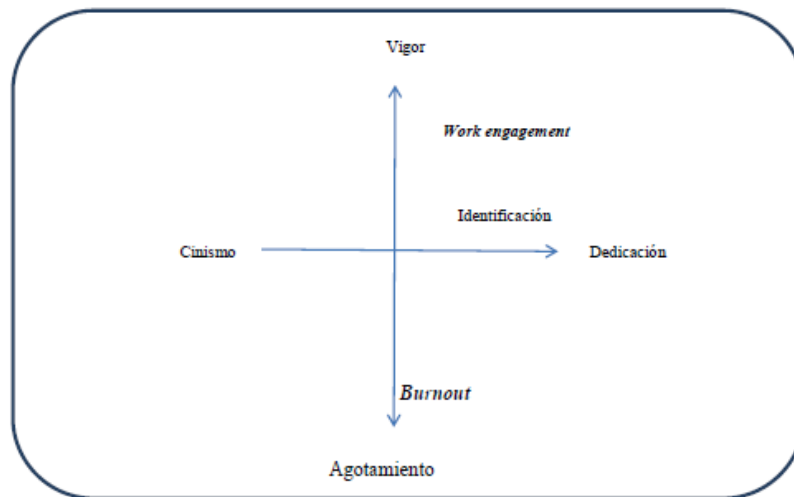 Vigor
Work engagement
Identificación
Cinismo
Dedicación
Burnout
Agotamiento